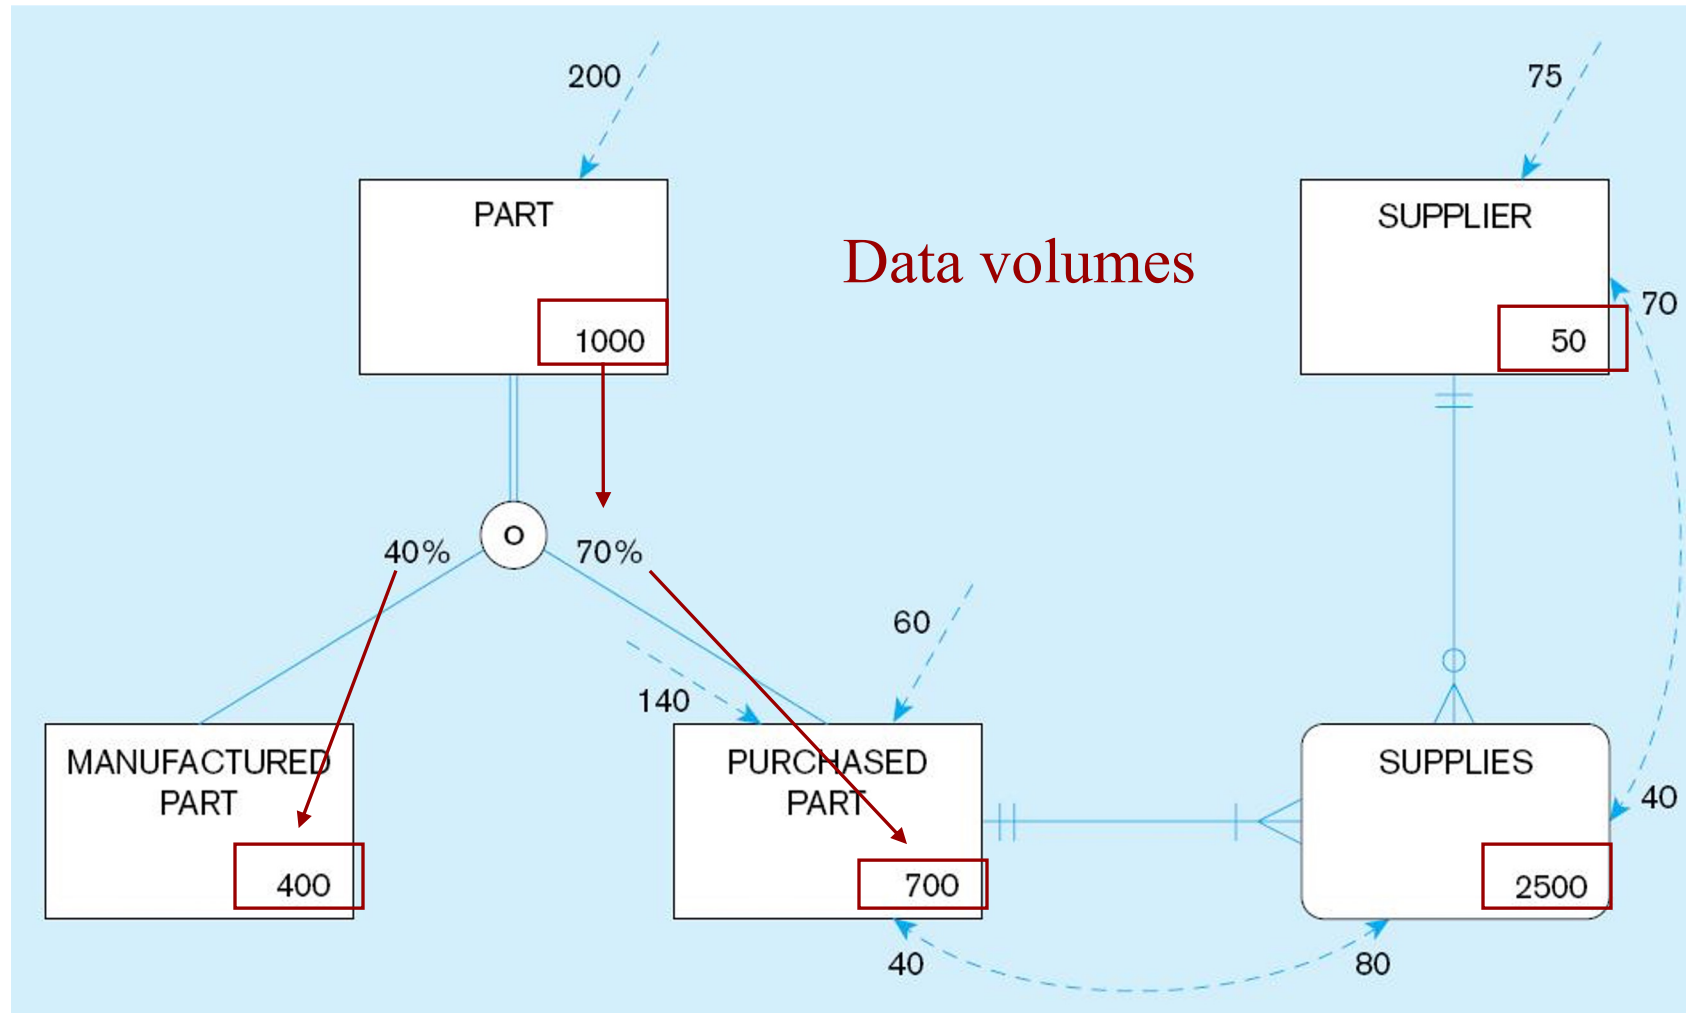 200
75
PART
SUPPLIER
Data volumes
70
1000
50
O
40%
70%
60
140
MANUFACTURED
PART
PURCHASED
PART
SUPPLIES
40
400
700
2500
40
80